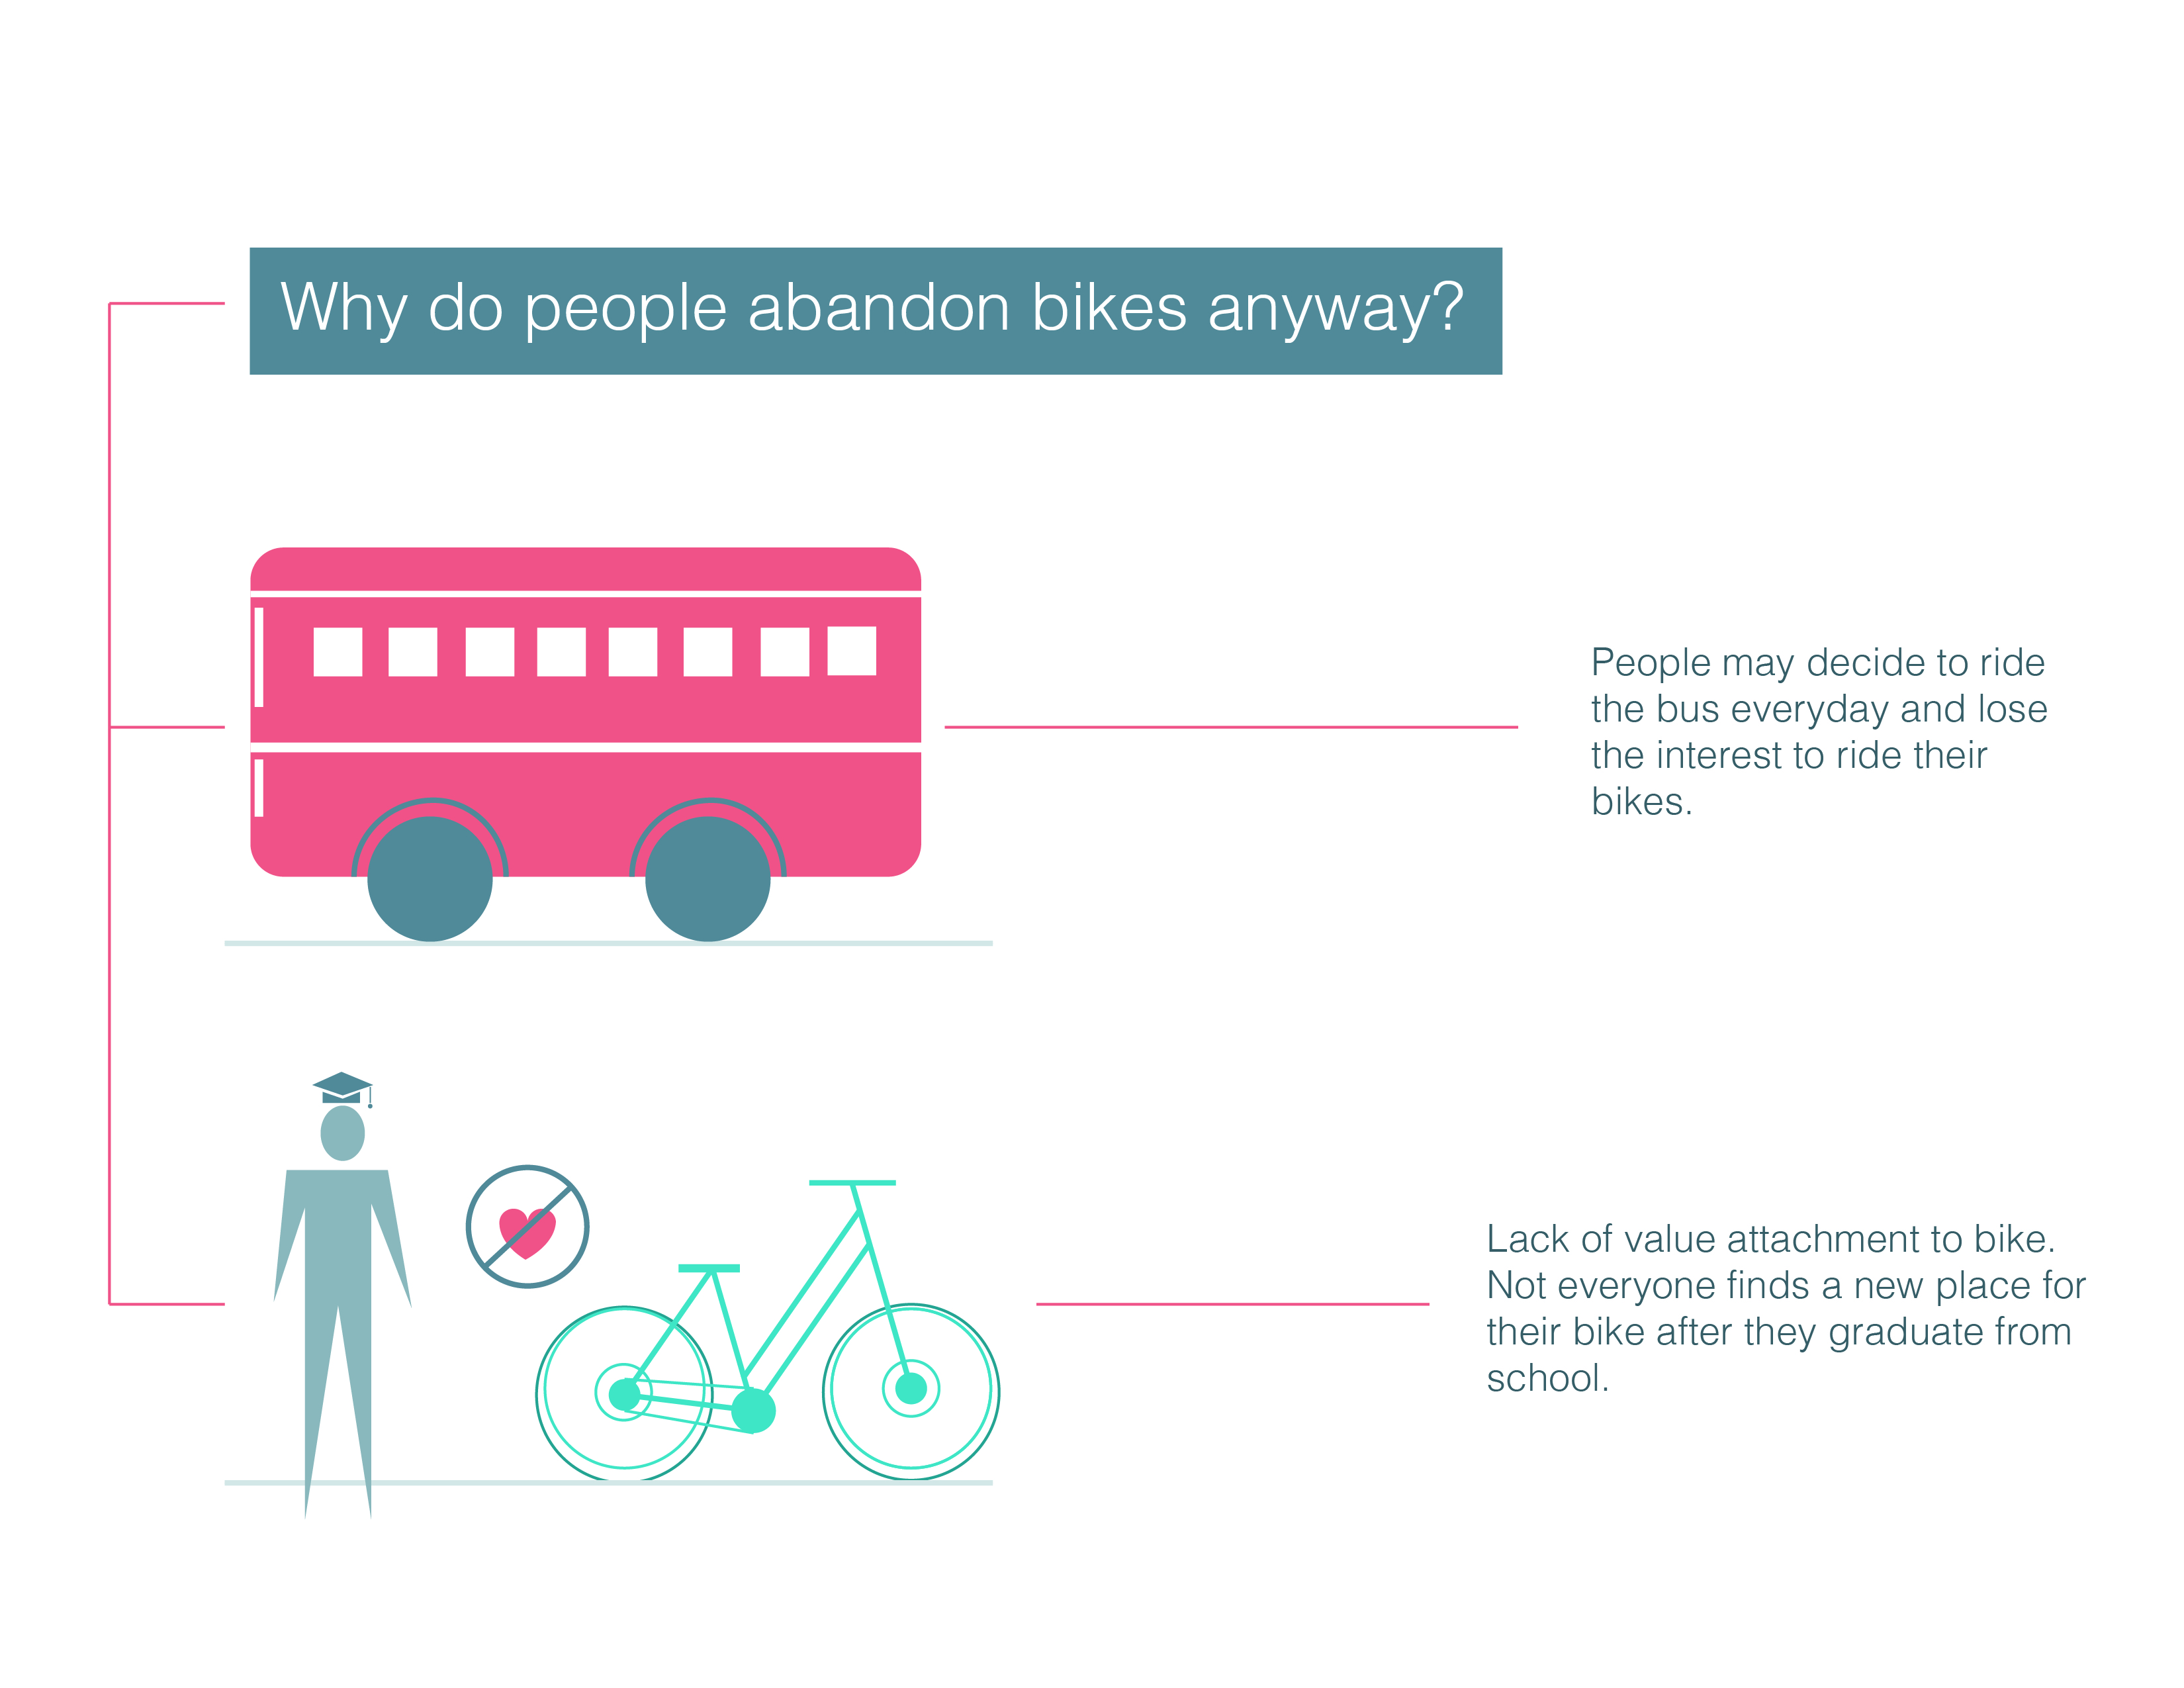 Why do people abandon bikes anyway?
People may decide to ride
the bus everyday and lose
the interest to ride their
bikes.
Lack of value attachment to bike.
Not everyone finds a new place for
their bike after they graduate from
school.